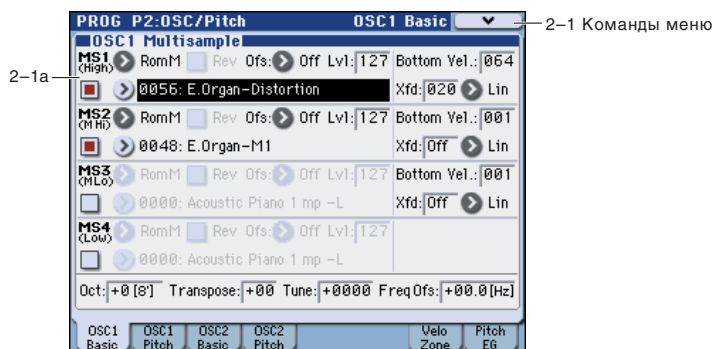 PROG P2:OSC/Pitch OSC1 Basic
2–1 Команды меню
OSC1 Multisample
MS1 (High) RomM Rev Ofs: Off Lvl: 127 Bottom Vel.: 064
2–1a
0056: E.Organ-Distortion Xfd: 020 Lin
MS2 (M Hi) RomM Rev Ofs: Off Lvl: 127 Bottom Vel.: 001
0048: E.Organ-M1 Xfd: Off Lin
MS3 (MLo) RomM Rev Ofs: Off Lvl: 127 Bottom Vel.: 001
0000: Acoustic Piano 1 mp -L Xfd: Off Lin
MS4 (Low) RomM Rev Ofs: Off Lvl: 127
0000: Acoustic Piano 1 mp -L
Oct: +0 [8'] Transpose: +00 Tune: +0000 Freq Ofs: +00.0[Hz]
OSC1 Basic OSC1 Pitch OSC2 Basic OSC2 Pitch Velo Zone Pitch EG